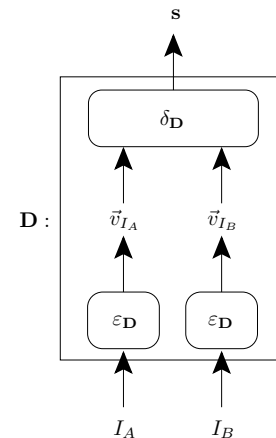 s
δ_D
D : v⃗_{I_A} v⃗_{I_B}
ε_D ε_D
I_A I_B